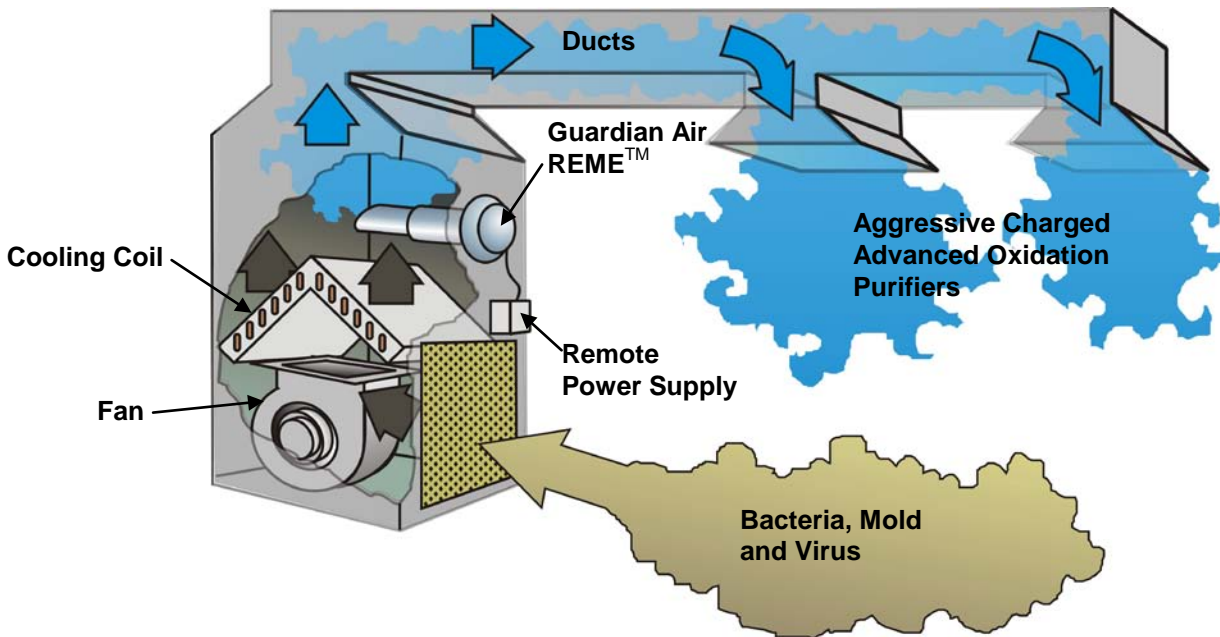 Ducts
Guardian Air
REME™
Cooling Coil
Aggressive Charged
Advanced Oxidation
Purifiers
Remote
Power Supply
Fan
Bacteria, Mold
and Virus